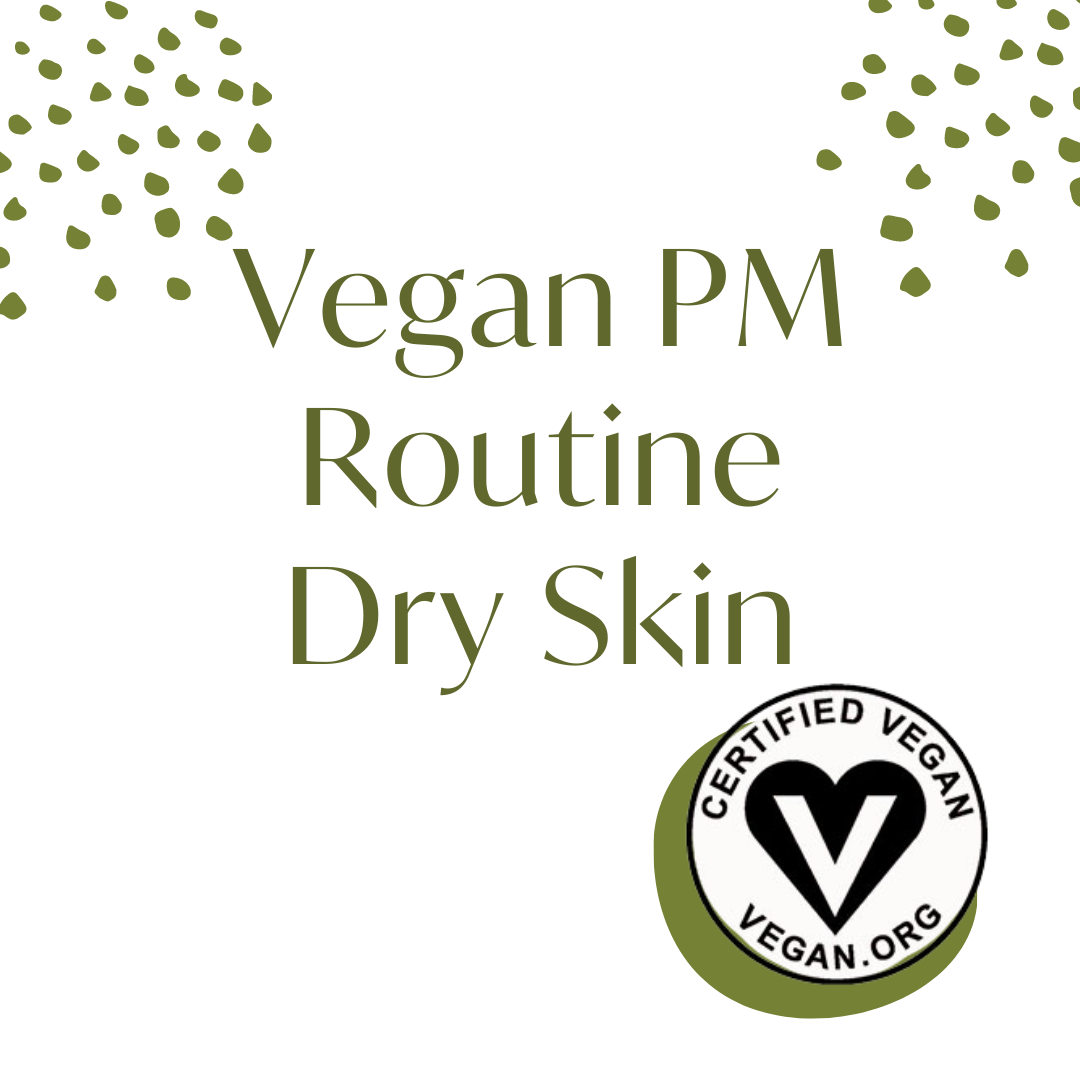 Vegan PM
Routine
Dry Skin
CERTIFIED VEGAN
V
VEGAN.ORG